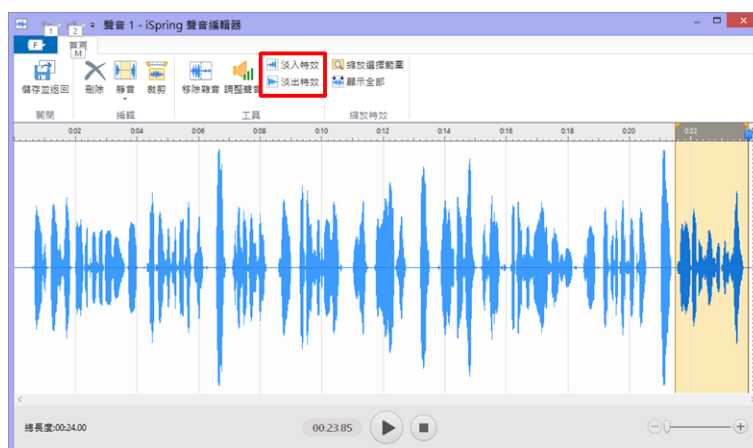 1 2 聲音 1 - iSpring 聲音編輯器
F 首頁
M
淡入特效 縮放選擇範圍
淡出特效 顯示全部
儲存並返回 刪除 靜音 裁剪 移除雜音 調整聲音
關閉 編輯 工具 縮放特效
0:02 0:04 0:06 0:08 0:10 0:12 0:14 0:16 0:18 0:20 0:22
總長度:00:24.00 00:23.85